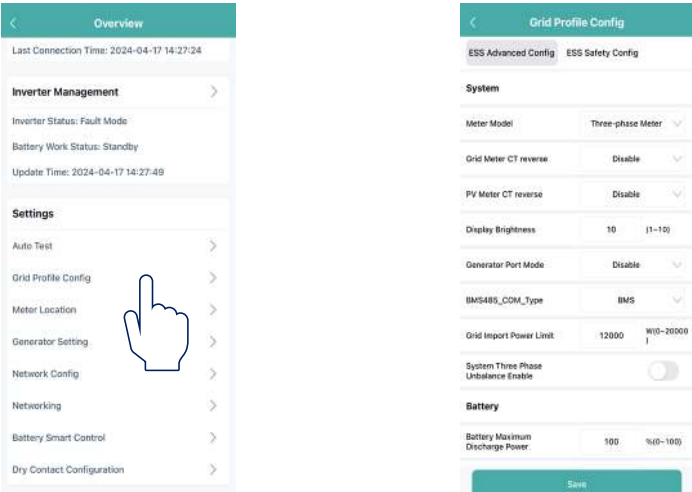 Overview
Last Connection Time: 2024-04-17 14:27:24
Inverter Management
Inverter Status: Fault Mode
Battery Work Status: Standby
Update Time: 2024-04-17 14:27:49
Settings
Auto Test
Grid Profile Config
Meter Location
Generator Setting
Network Config
Networking
Battery Smart Control
Dry Contact Configuration
Grid Profile Config
ESS Advanced Config ESS Safety Config
System
Meter Model Three-phase Meter
Grid Meter CT reverse Disable
PV Meter CT reverse Disable
Display Brightness 10 (1~10)
Generator Port Mode Disable
BMS485_COM_Type BMS
Grid Import Power Limit 12000 W(0~20000
)
System Three Phase
Unbalance Enable
Battery
Battery Maximum
Discharge Power 100 %(0~100)
Save